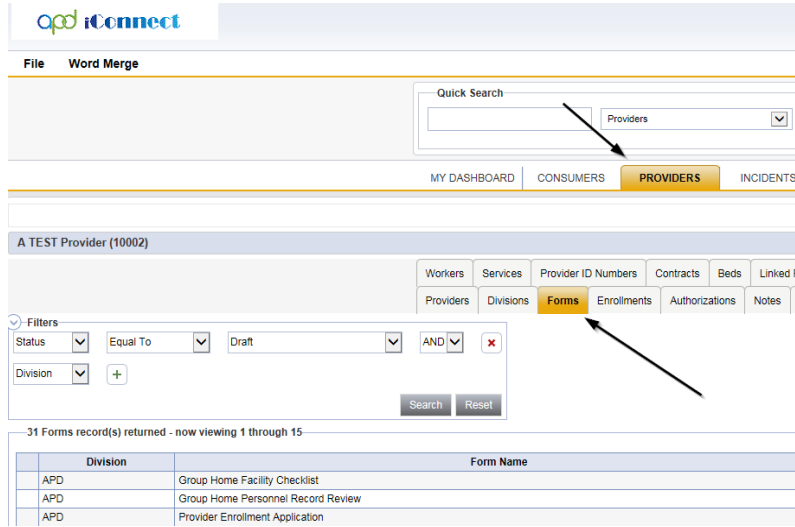 apd iConnect
File Word Merge
Quick Search
Providers
MY DASHBOARD CONSUMERS PROVIDERS INCIDENTS
A TEST Provider (10002)
Workers Services Provider ID Numbers Contracts Beds Linked
Providers Divisions Forms Enrollments Authorizations Notes
Filters
Status Equal To Draft AND
Division
Search Reset
31 Forms record(s) returned - now viewing 1 through 15
Division Form Name
APD Group Home Facility Checklist
APD Group Home Personnel Record Review
APD Provider Enrollment Application